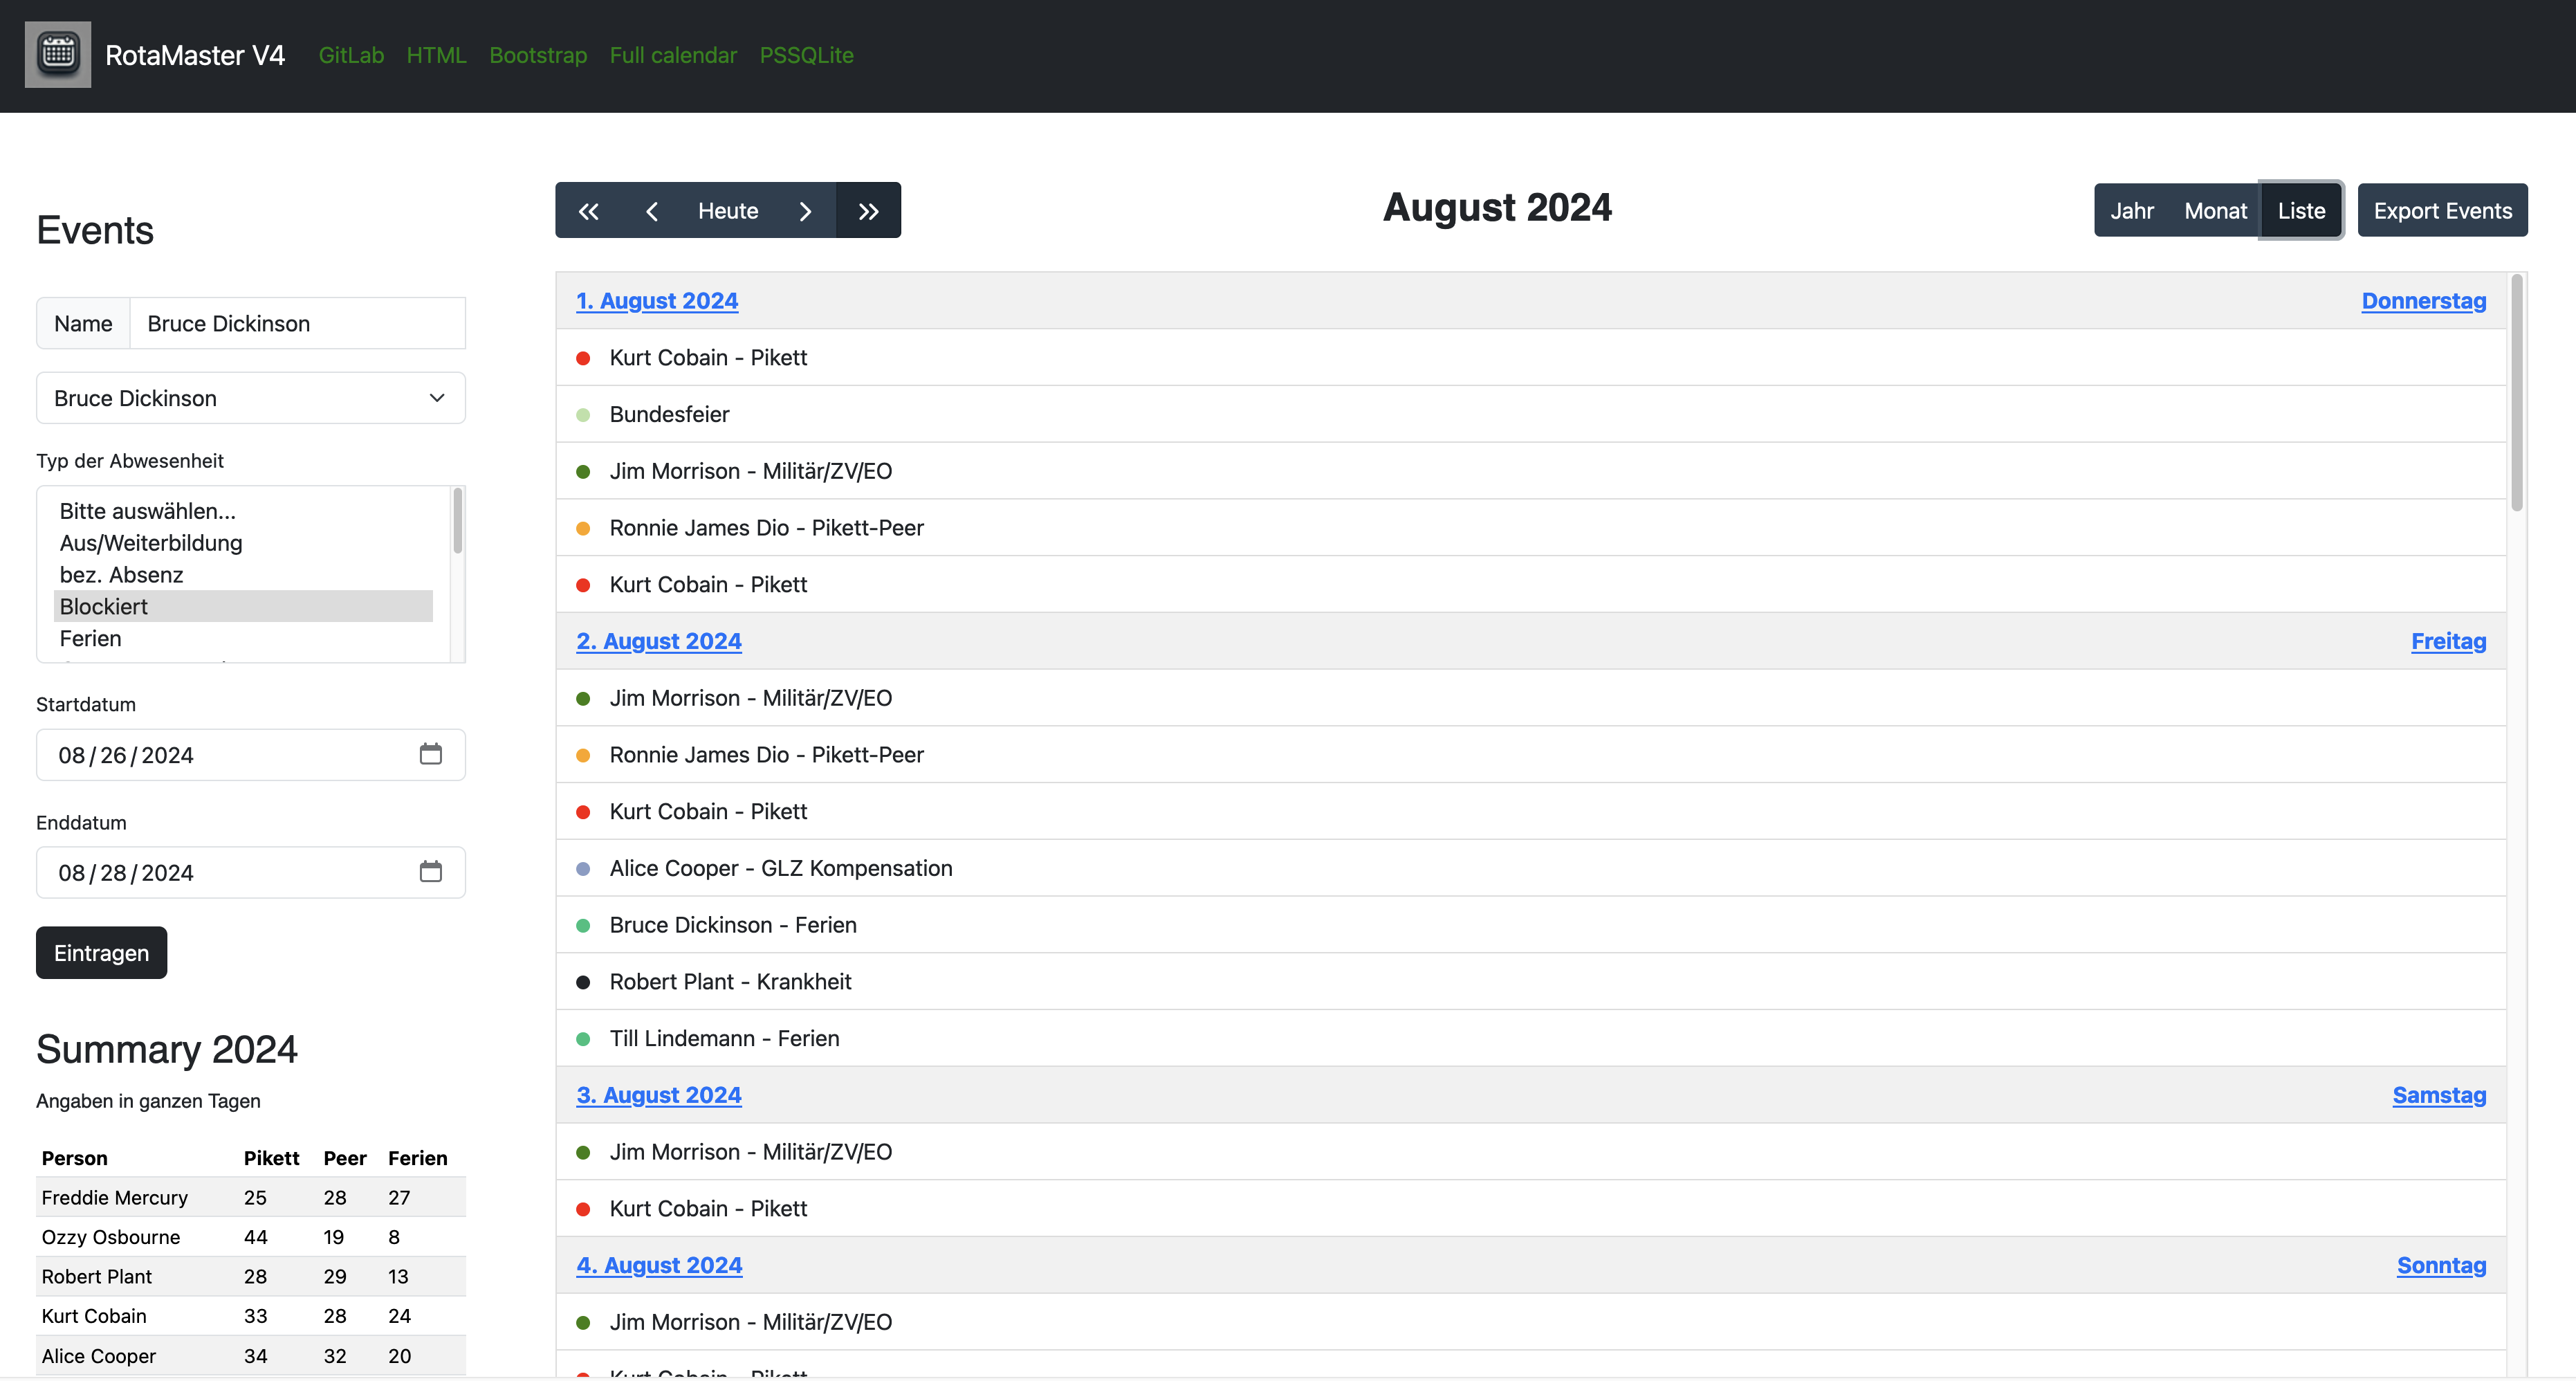 RotaMaster V4 GitLab HTML Bootstrap Full calendar PSSQLite
Events
Name Bruce Dickinson
Bruce Dickinson
Typ der Abwesenheit
Bitte auswählen...
Aus/Weiterbildung
bez. Absenz
Blockiert
Ferien
Startdatum
08/26/2024
Enddatum
08/28/2024
Eintragen
Summary 2024
Angaben in ganzen Tagen
Person Pikett Peer Ferien
Freddie Mercury 25 28 27
Ozzy Osbourne 44 19 8
Robert Plant 28 29 13
Kurt Cobain 33 28 24
Alice Cooper 34 32 20
Heute
August 2024
Jahr Monat Liste Export Events
1. August 2024 Donnerstag
Kurt Cobain - Pikett
Bundesfeier
Jim Morrison - Militär/ZV/EO
Ronnie James Dio - Pikett-Peer
Kurt Cobain - Pikett
2. August 2024 Freitag
Jim Morrison - Militär/ZV/EO
Ronnie James Dio - Pikett-Peer
Kurt Cobain - Pikett
Alice Cooper - GLZ Kompensation
Bruce Dickinson - Ferien
Robert Plant - Krankheit
Till Lindemann - Ferien
3. August 2024 Samstag
Jim Morrison - Militär/ZV/EO
Kurt Cobain - Pikett
4. August 2024 Sonntag
Jim Morrison - Militär/ZV/EO
Kurt Cobain - Pikett